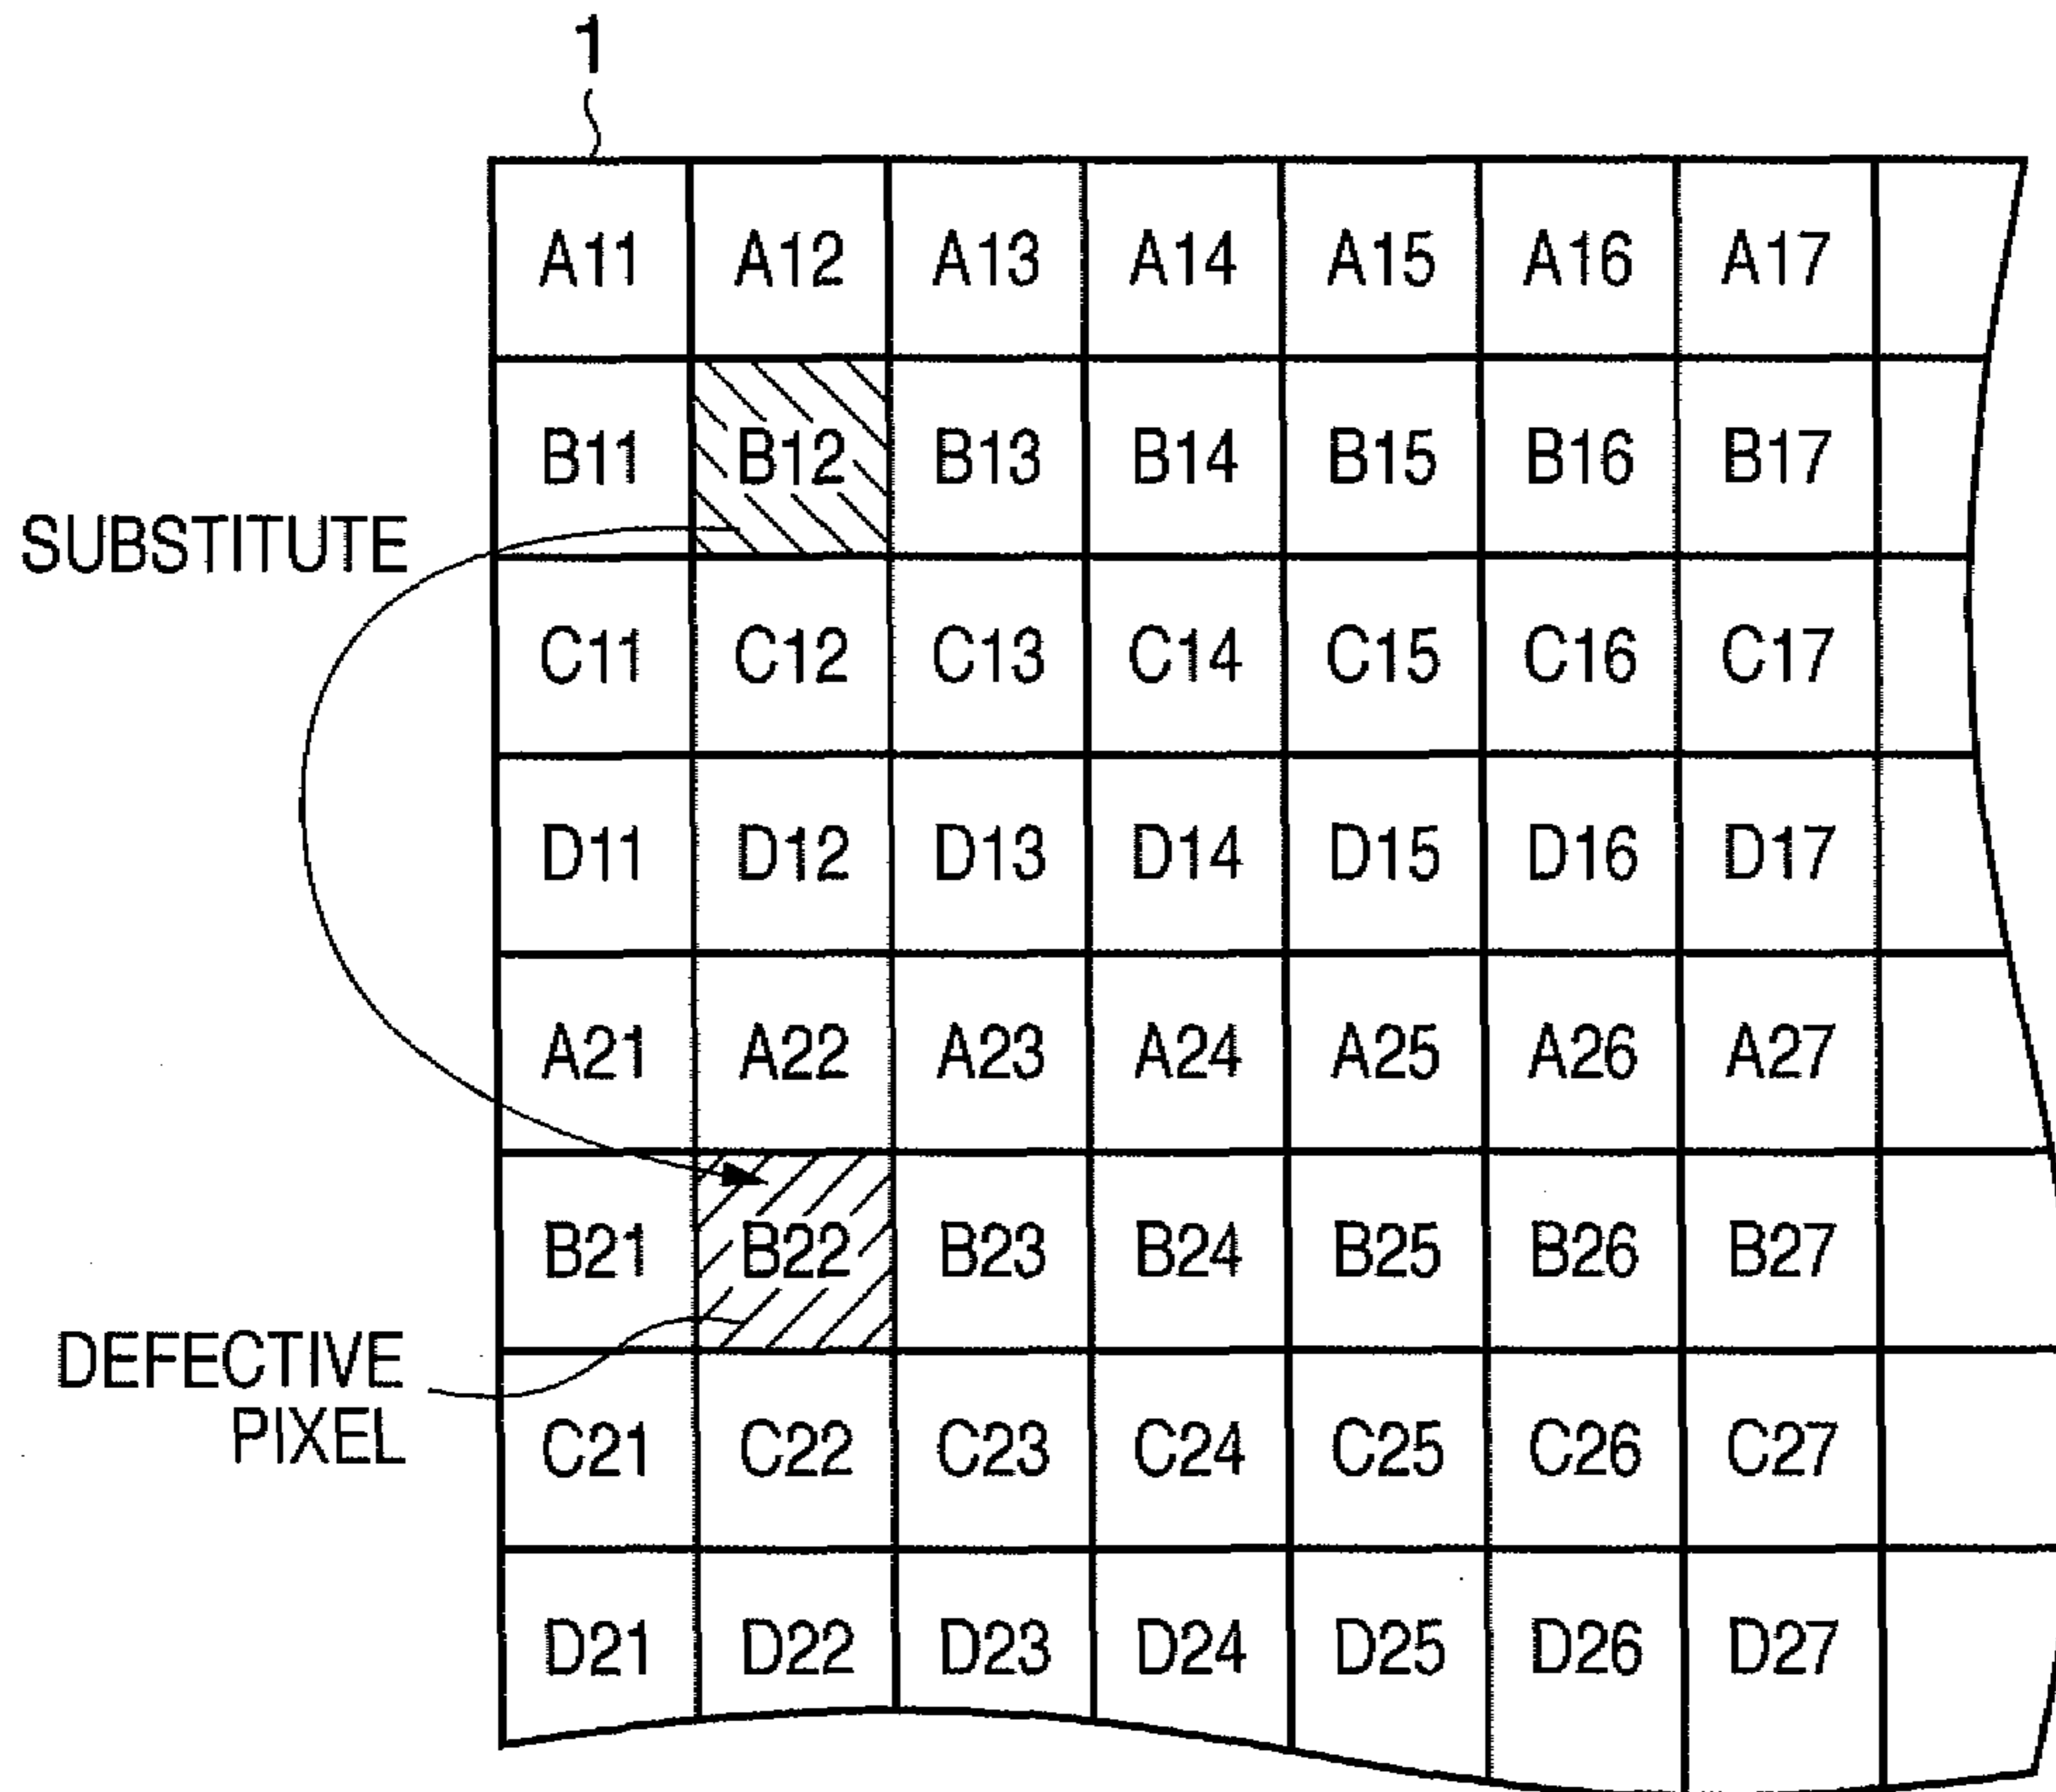 1
A11 A12 A13 A14 A15 A16 A17
B11 B12 B13 B14 B15 B16 B17
SUBSTITUTE
C11 C12 C13 C14 C15 C16 C17
D11 D12 D13 D14 D15 D16 D17
A21 A22 A23 A24 A25 A26 A27
B21 B22 B23 B24 B25 B26 B27
DEFECTIVE
PIXEL
C21 C22 C23 C24 C25 C26 C27
D21 D22 D23 D24 D25 D26 D27